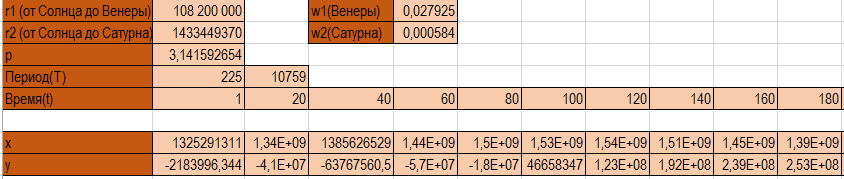 r1 (от Солнца до Венеры) 108 200 000 w1(Венеры) 0,027925
r2 (от Солнца до Сатурна) 1433449370 w2(Сатурна) 0,000584
p 3,141592654
Период(T) 225 10759
Время(t) 1 20 40 60 80 100 120 140 160 180
x 1325291311 1,34E+09 1385626529 1,44E+09 1,5E+09 1,53E+09 1,54E+09 1,51E+09 1,45E+09 1,39E+09
y -2183996,344 -4,1E+07 -63767560,5 -5,7E+07 -1,8E+07 46658347 1,23E+08 1,92E+08 2,39E+08 2,53E+08